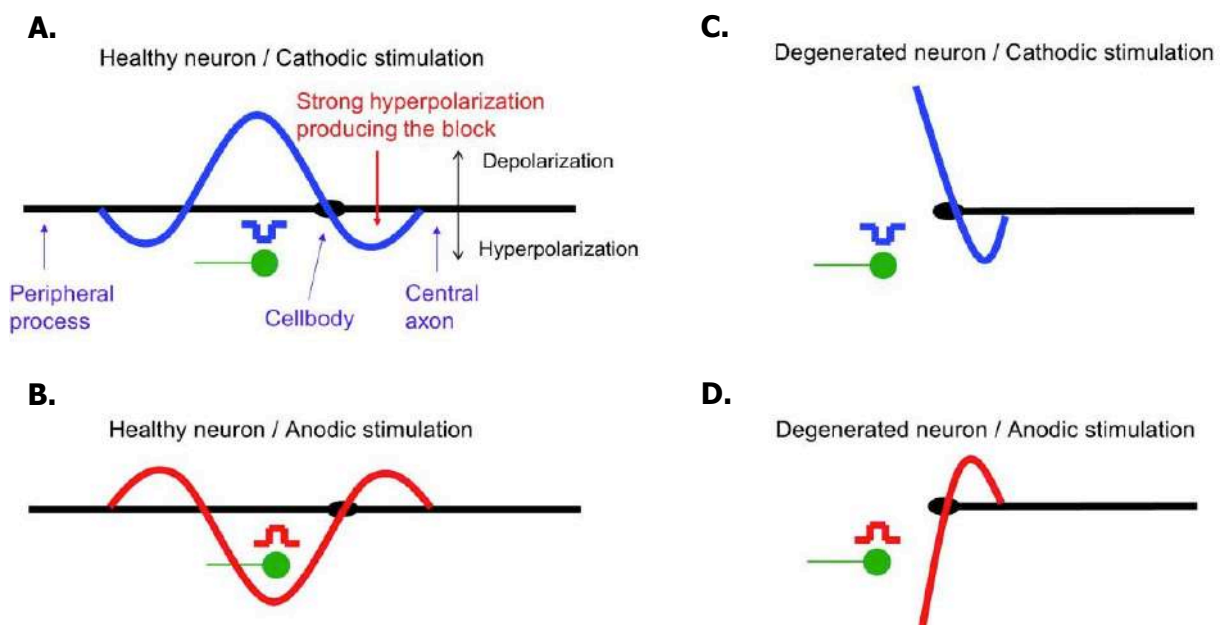 A.
Healthy neuron / Cathodic stimulation
Strong hyperpolarization
producing the block
Depolarization
Hyperpolarization
Peripheral
process
Cellbody
Central
axon
B.
Healthy neuron / Anodic stimulation
C.
Degenerated neuron / Cathodic stimulation
D.
Degenerated neuron / Anodic stimulation